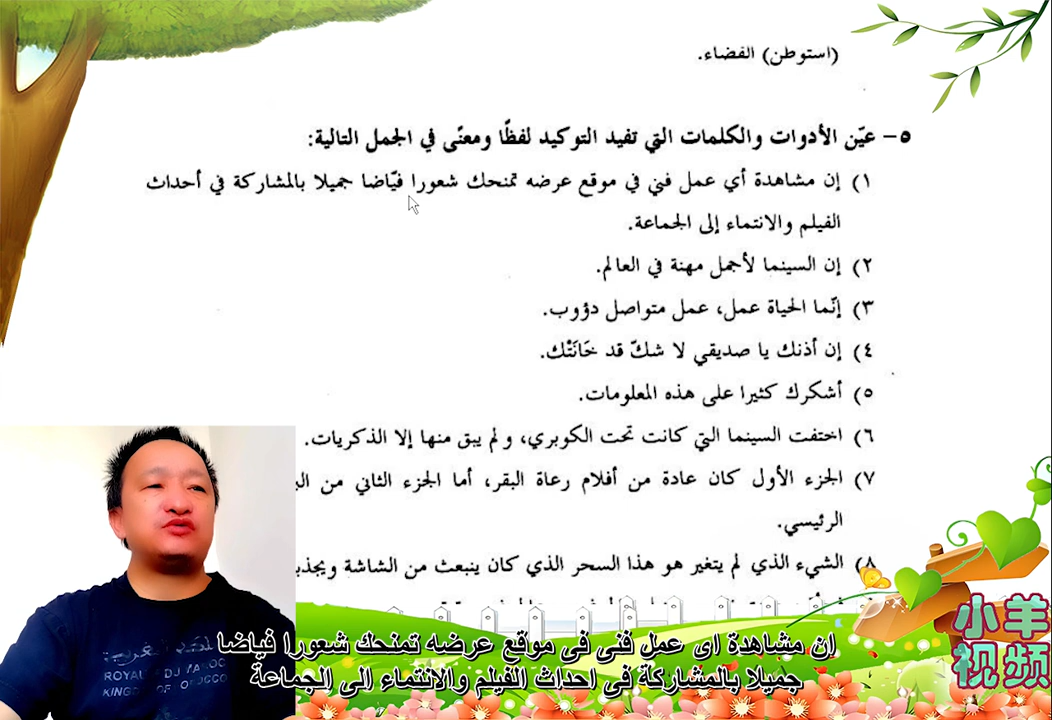 (استوطن) الفضاء.
٥- عيّن الأدوات والكلمات التي تفيد التوكيد لفظًا ومعنًى في الجمل التالية:
١) إن مشاهدة أي عمل فني في موقع عرضه تمنحك شعورا فيّاضا جميلا بالمشاركة في أحداث
الفيلم والانتماء إلى الجماعة.
٢) إن السينما لأجمل مهنة في العالم.
٣) إنّما الحياة عمل، عمل متواصل دؤوب.
٤) إن أذنك يا صديقي لا شكّ قد خَانَتْك.
٥) أشكرك كثيرا على هذه المعلومات.
٦) اختفت السينما التي كانت تحت الكوبري، ولم يبق منها إلا الذكريات.
٧) الجزء الأول كان عادة من أفلام رعاة البقر، أما الجزء الثاني من
الرئيسي.
٨) الشيء الذي لم يتغير هو هذا السحر الذي كان ينبعث من الشاشة
ان مشاهدة اى عمل فنى فى موقع عرضه تمنحك شعورا فياضا
جميلا بالمشاركة فى احداث الفيلم والانتماء الى الجماعة
小羊
视频